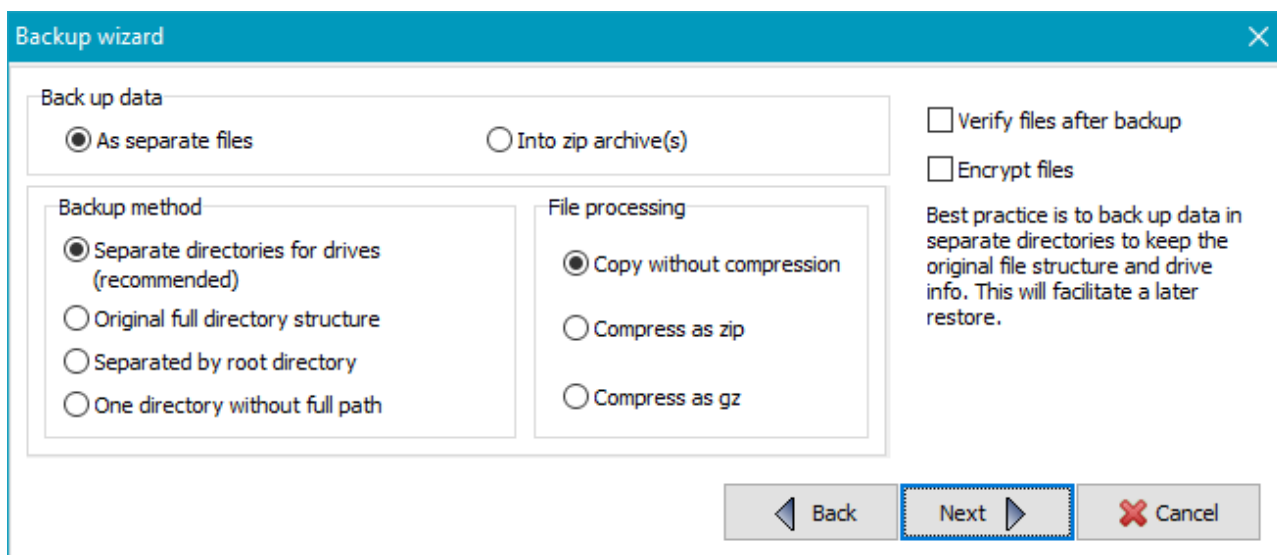 Backup wizard
Back up data
As separate files
Into zip archive(s)
Backup method
Separate directories for drives
(recommended)
Original full directory structure
Separated by root directory
One directory without full path
File processing
Copy without compression
Compress as zip
Compress as gz
Verify files after backup
Encrypt files
Best practice is to back up data in
separate directories to keep the
original file structure and drive
info. This will facilitate a later
restore.
Back
Next
Cancel